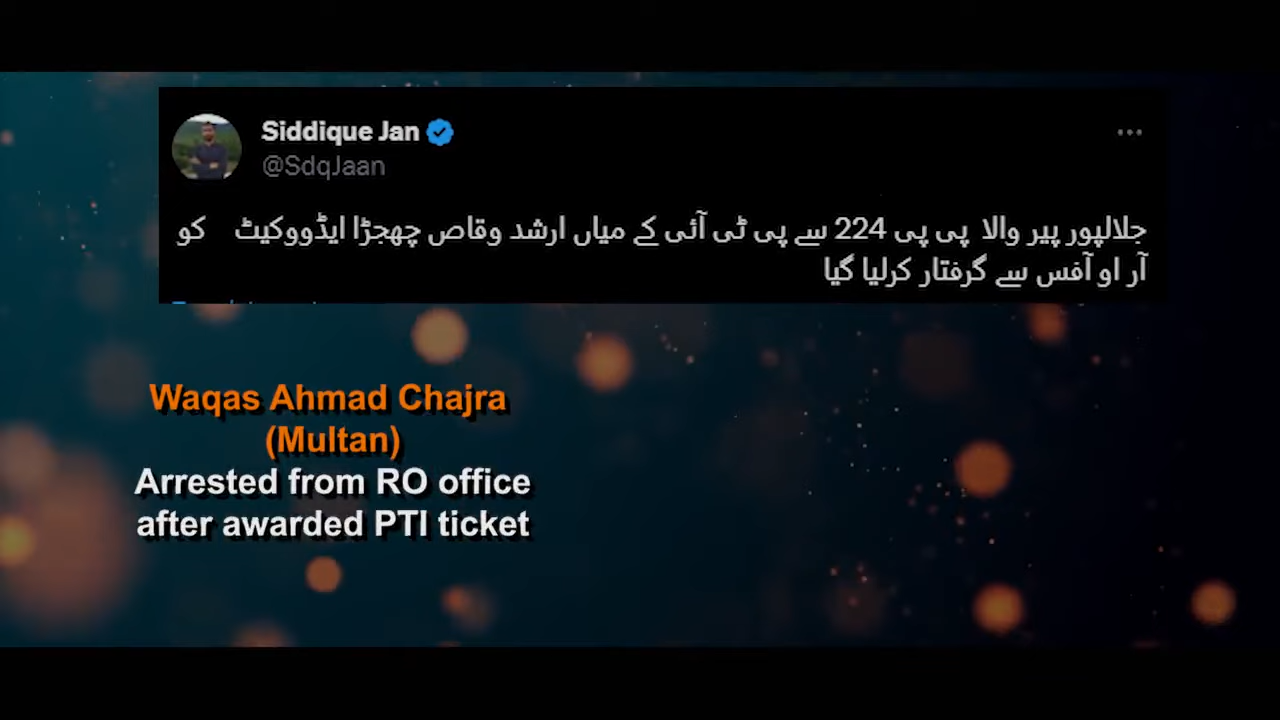 Siddique Jan
@SdqJaan
جلالپور پیر والا پی پی 224 سے پی ٹی آئی کے میاں ارشد وقاص چھجڑا ایڈووکیٹ کو
آر او آفس سے گرفتار کرلیا گیا
Waqas Ahmad Chajra
(Multan)
Arrested from RO office
after awarded PTI ticket